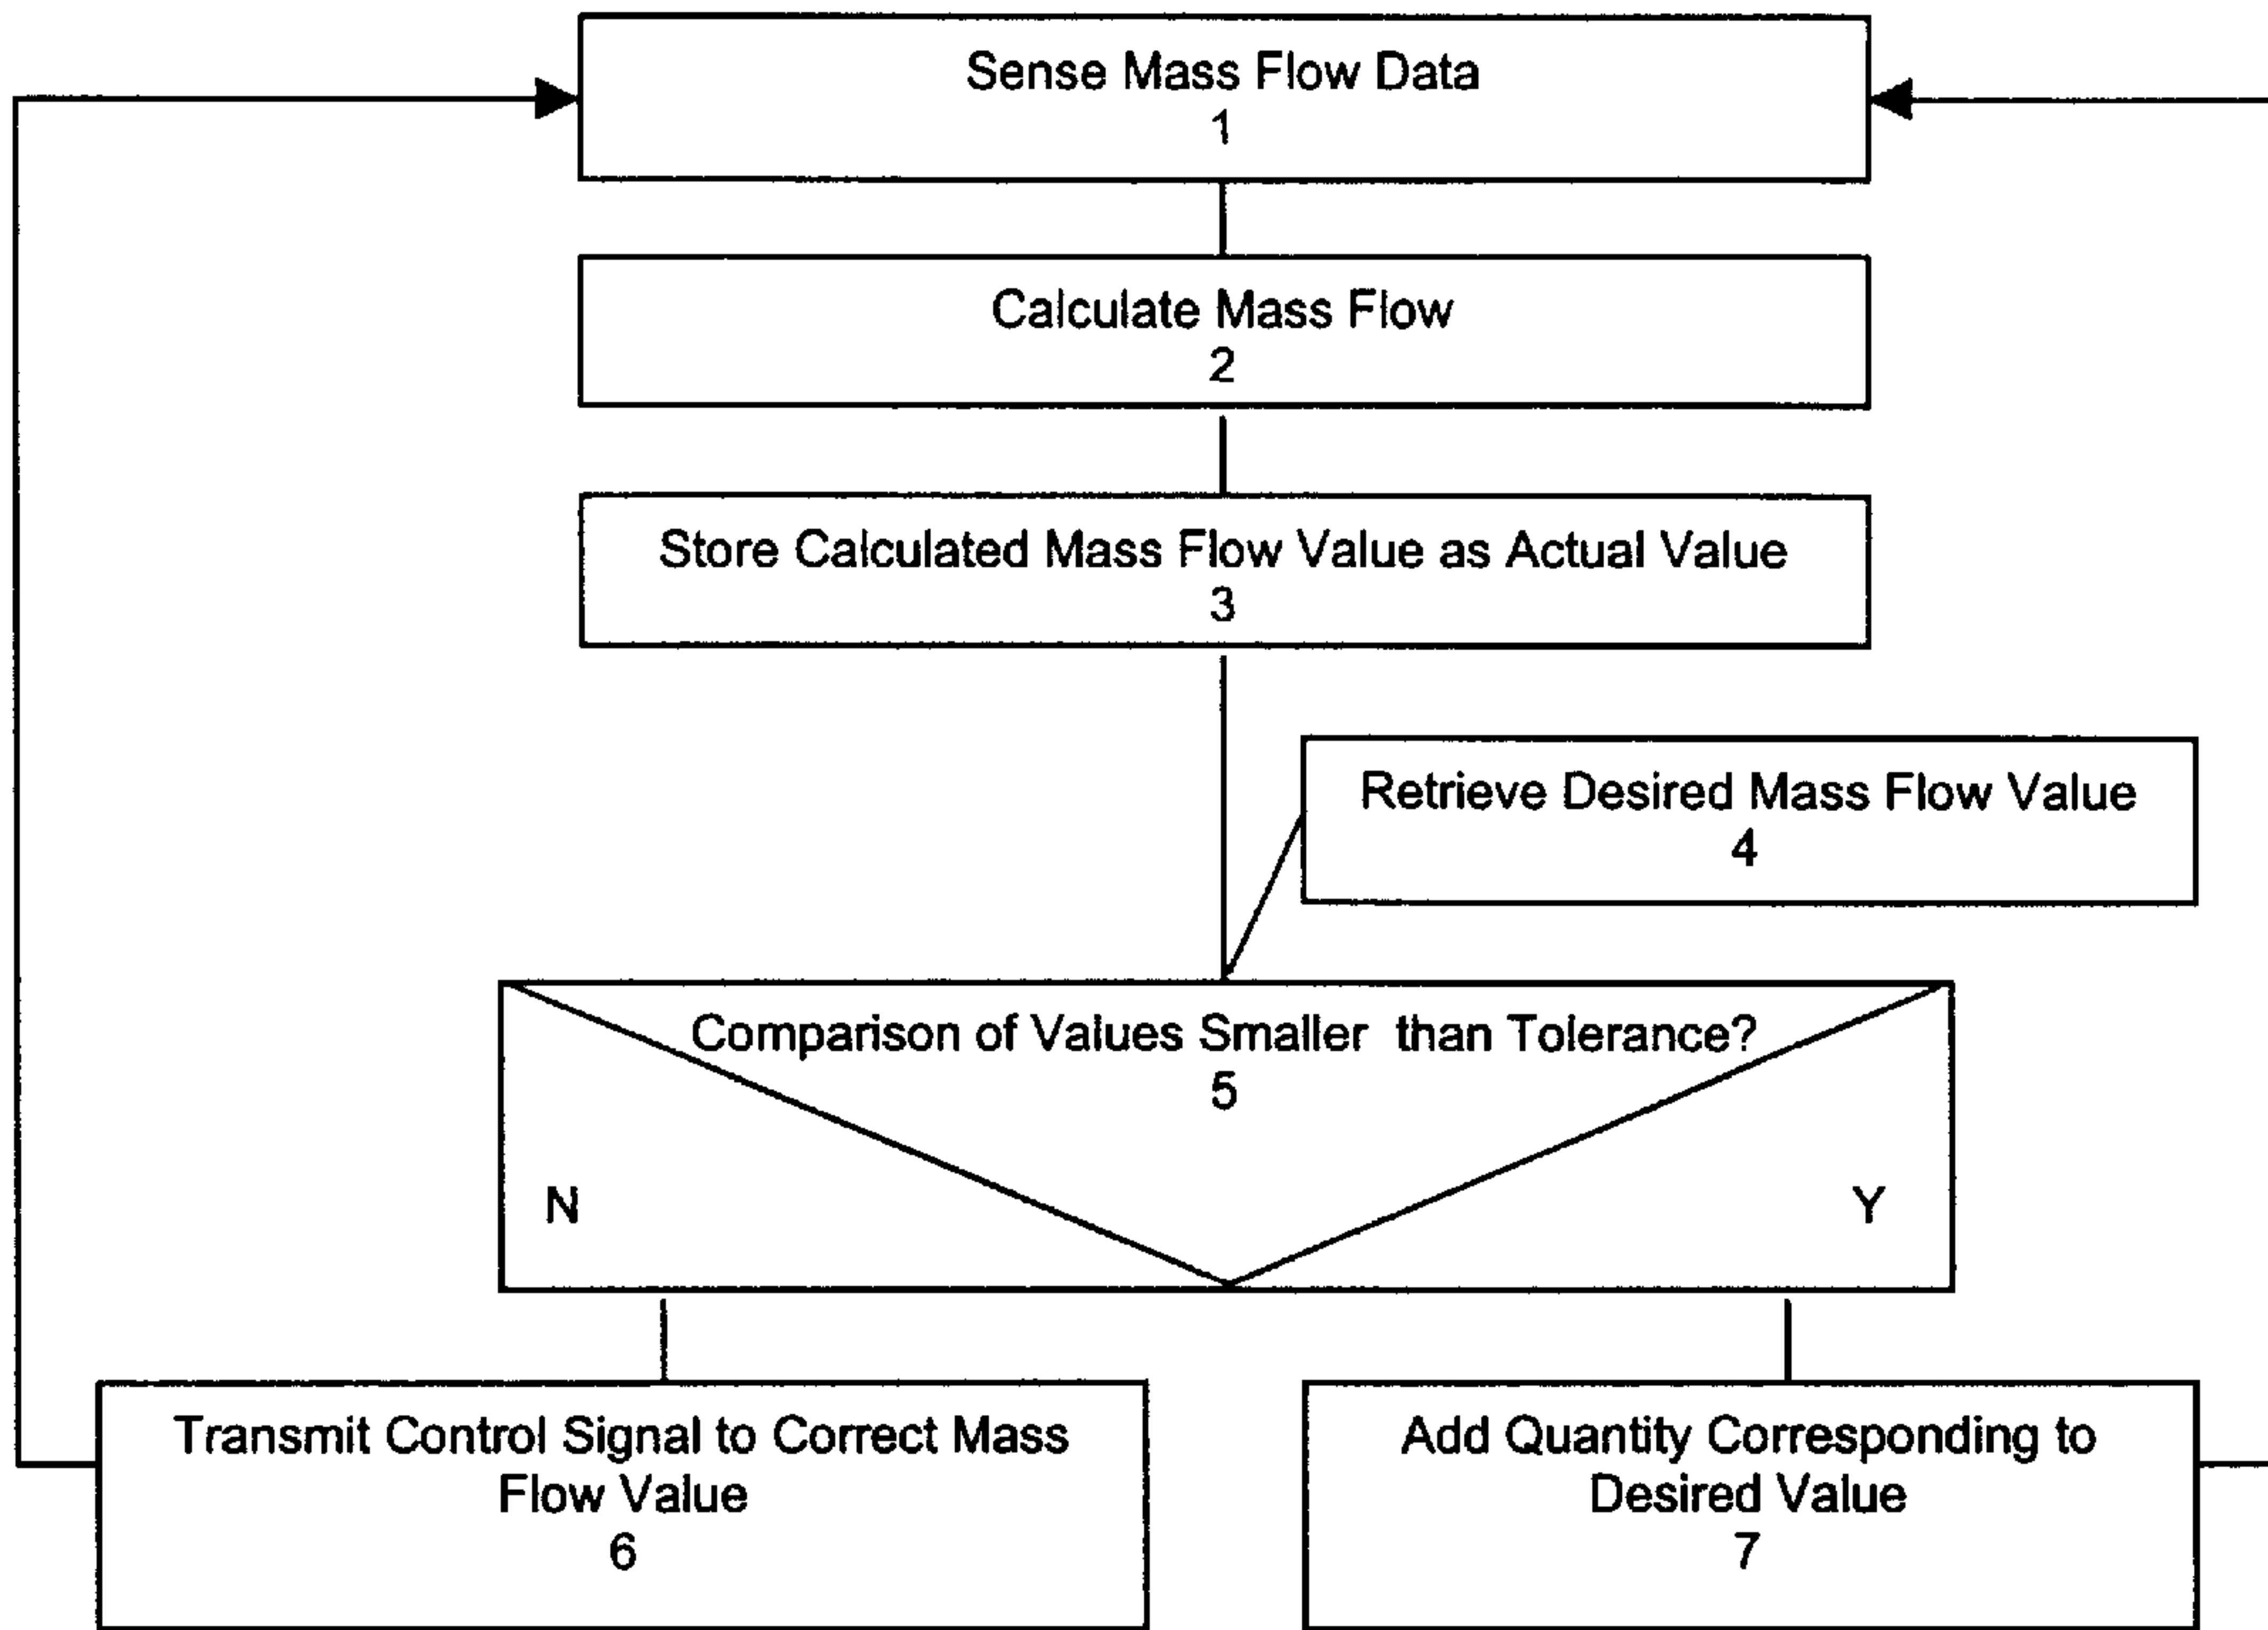 Sense Mass Flow Data
1
Calculate Mass Flow
2
Store Calculated Mass Flow Value as Actual Value
3
Retrieve Desired Mass Flow Value
4
Comparison of Values Smaller than Tolerance?
5
N
Y
Transmit Control Signal to Correct Mass
Flow Value
6
Add Quantity Corresponding to
Desired Value
7